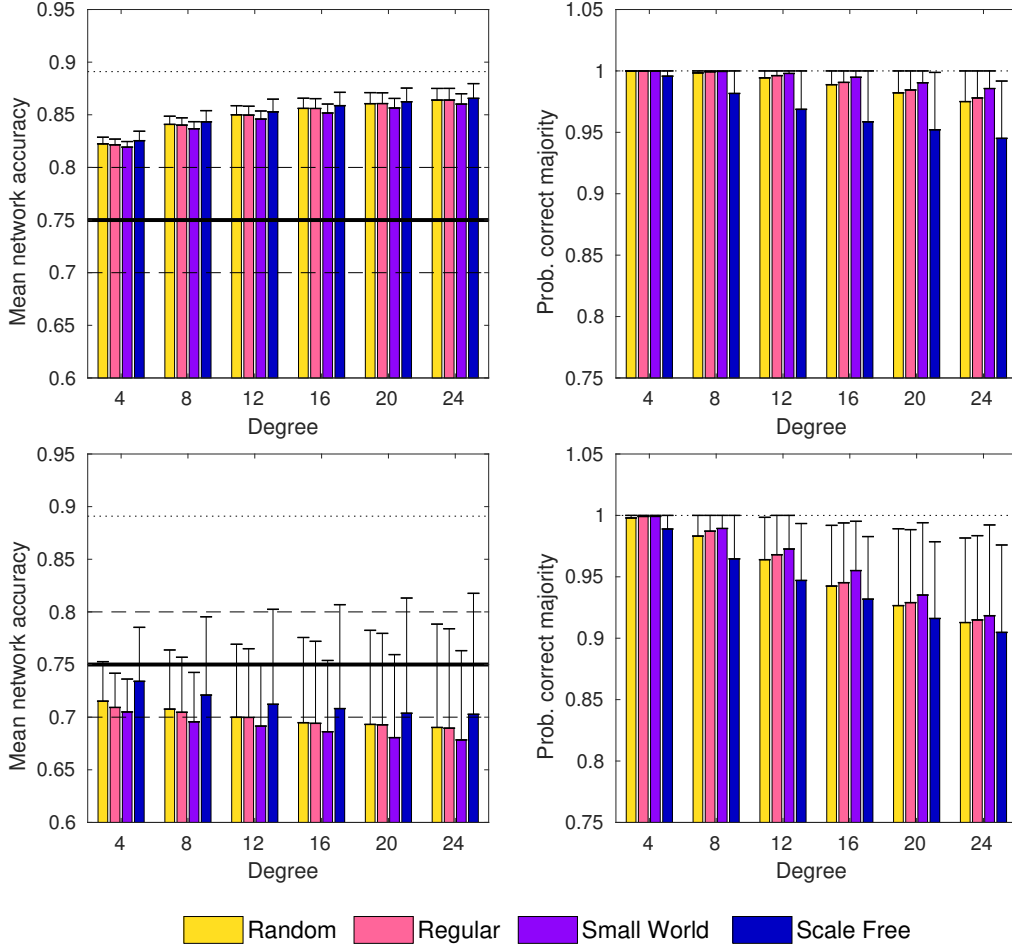 0.95
0.9
0.85
0.8
0.75
0.7
0.65
0.6
Mean network accuracy
4 8 12 16 20 24
Degree
1.05
1
0.95
0.9
0.85
0.8
0.75
Prob. correct majority
4 8 12 16 20 24
Degree
0.95
0.9
0.85
0.8
0.75
0.7
0.65
0.6
Mean network accuracy
4 8 12 16 20 24
Degree
1.05
1
0.95
0.9
0.85
0.8
0.75
Prob. correct majority
4 8 12 16 20 24
Degree
Random Regular Small World Scale Free